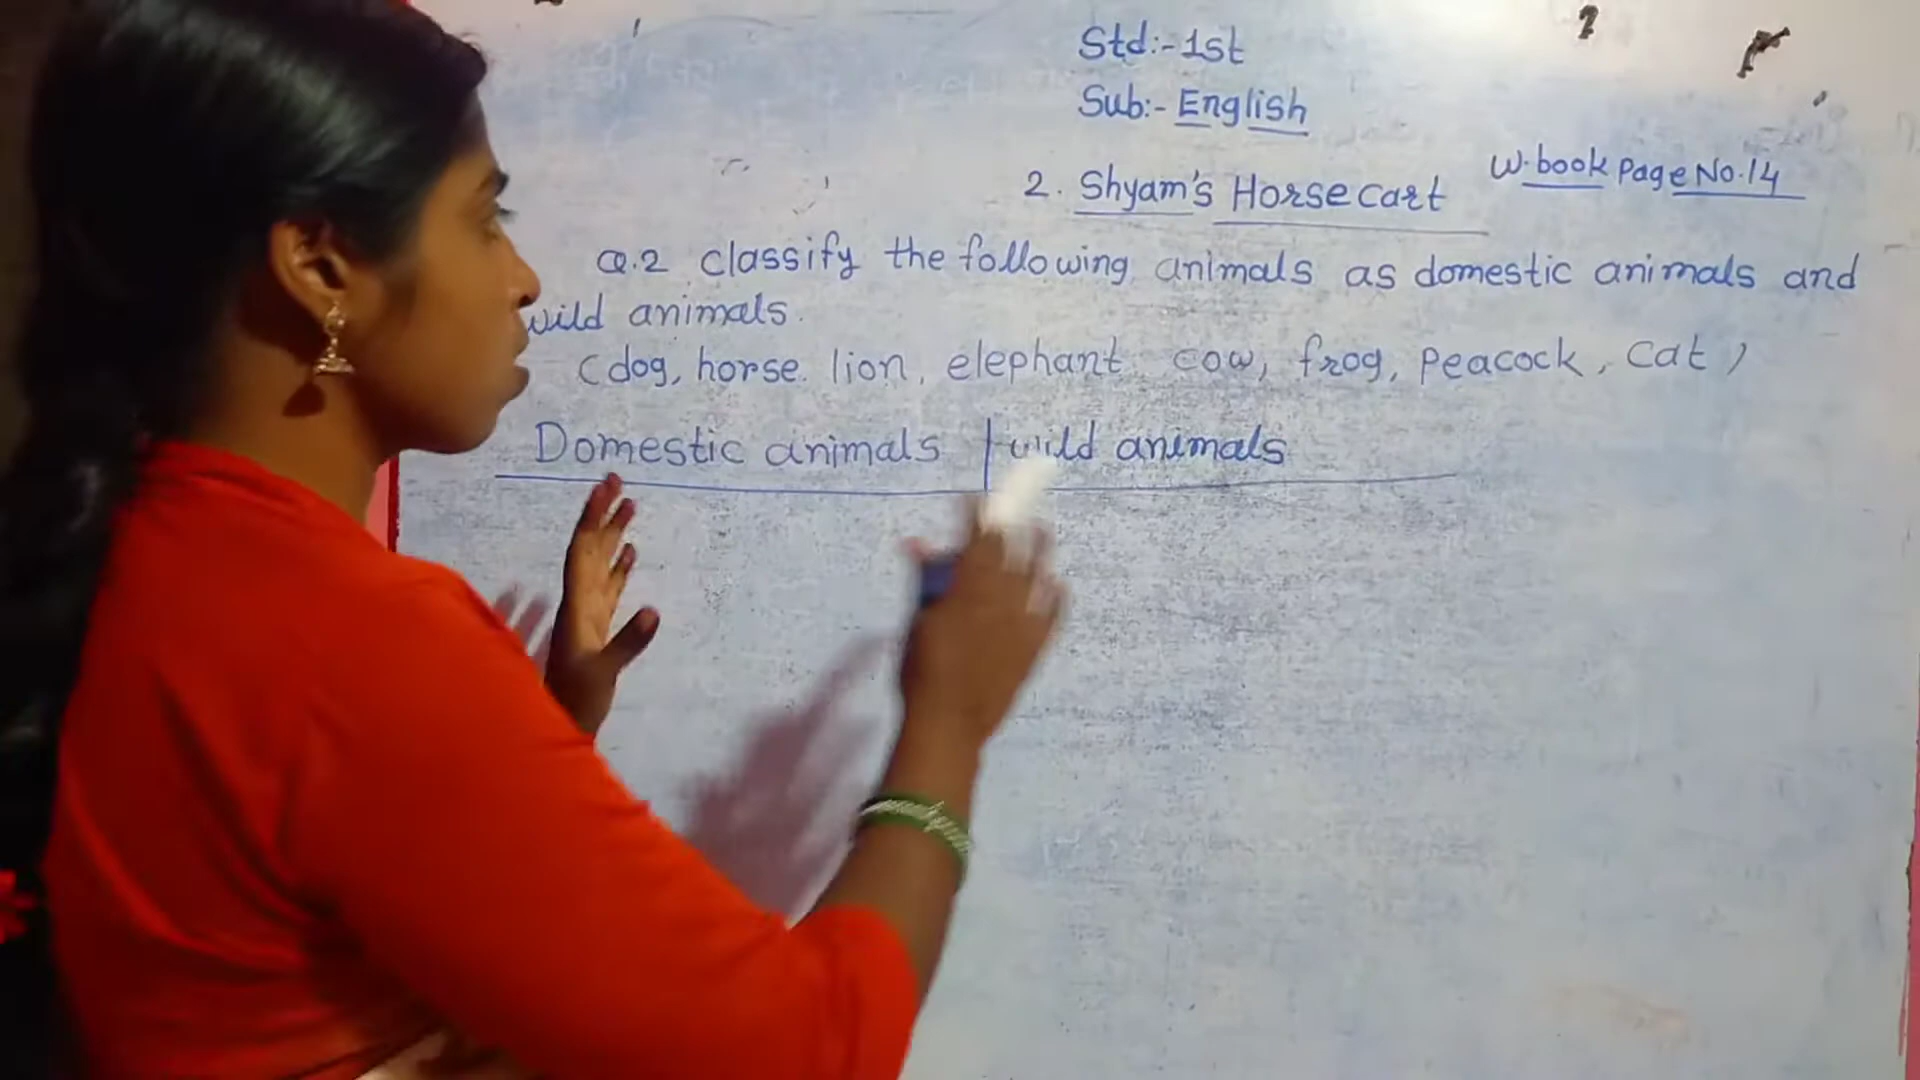 Std:- 1st
Sub:- English
W.book Page No.14
2. Shyam's Horse cart
Q.2 classify the following animals as domestic animals and
wild animals.
(dog, horse. lion, elephant cow, frog, peacock, cat)
Domestic animals | wild animals